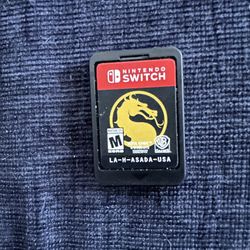 NINTENDO
SWITCH
M
LA-H-ASADA-USA